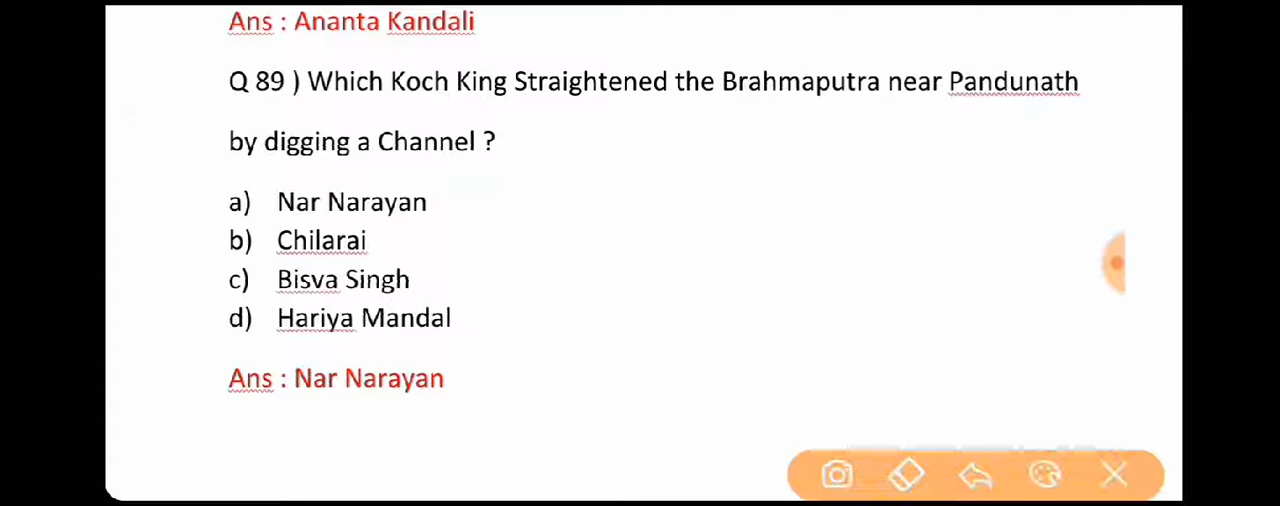 Ans : Ananta Kandali
Q 89 ) Which Koch King Straightened the Brahmaputra near Pandunath
by digging a Channel ?
a) Nar Narayan
b) Chilarai
c) Bisva Singh
d) Hariya Mandal
Ans : Nar Narayan